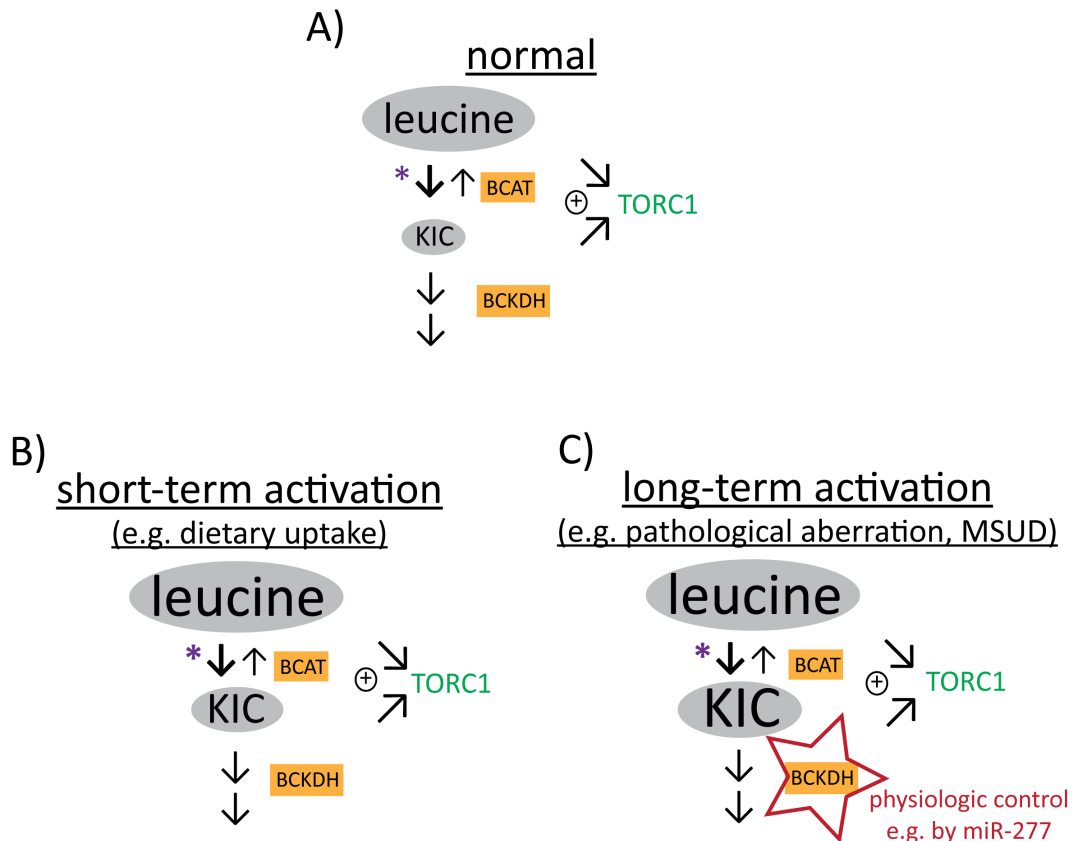 A)
normal
leucine
* BCAT
+ TORC1
KIC
BCKDH
B)
short-term activation
(e.g. dietary uptake)
leucine
* BCAT
+ TORC1
KIC
BCKDH
C)
long-term activation
(e.g. pathological aberration, MSUD)
leucine
* BCAT
+ TORC1
KIC
BCKDH
physiologic control
e.g. by miR-277